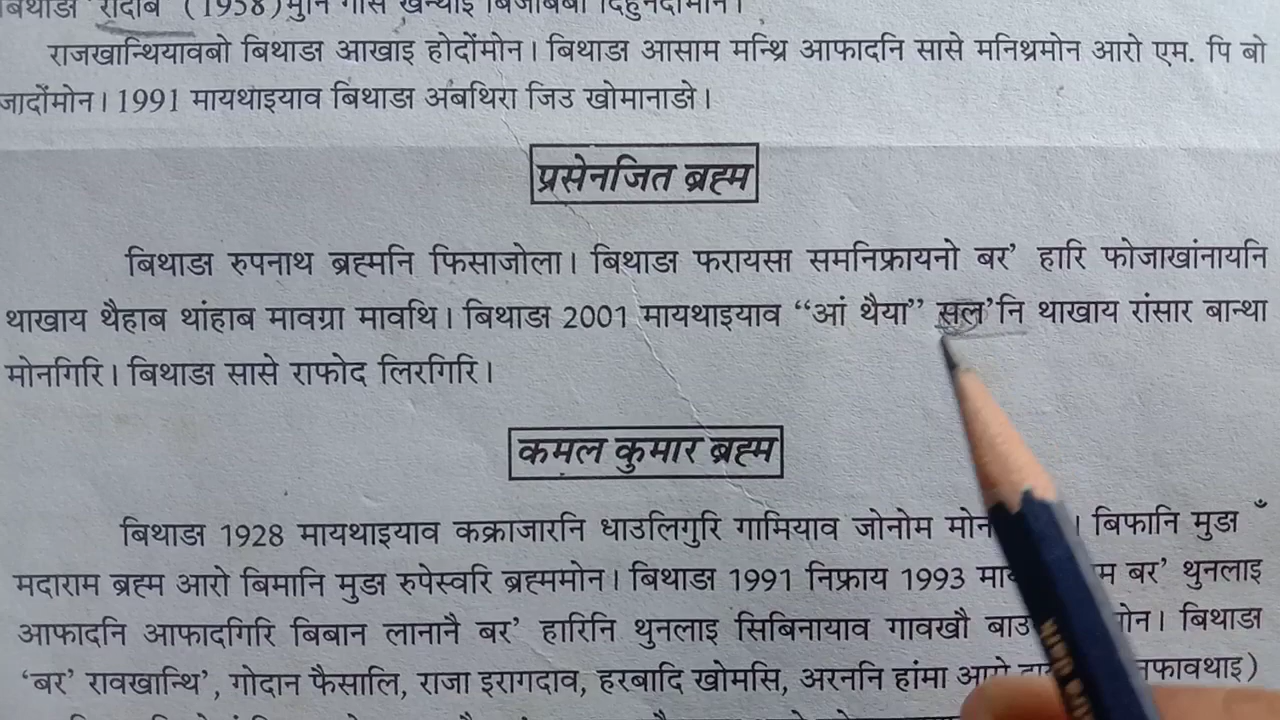 बिथाङा रादाब (1958) मुनि गासै खन्थाइ बिजाबबो दिहुनदोंमोन।
राजखान्थियावबो बिथाङा आखाइ होदोंमोन। बिथाङा आसाम मन्थ्रि आफादनि सासे मनिथ्रमोन आरो एम. पि बो
जादोंमोन। 1991 मायथाइयाव बिथाङा अंबथिरा जिउ खोमानाङो।
प्रसेनजित ब्रह्म
बिथाङा रुपनाथ ब्रह्मनि फिसाजोला। बिथाङा फरायसा समनिफ्रायनो बर’ हारि फोजाखांनायनि
थाखाय थैहाब थांहाब मावग्रा मावथि। बिथाङा 2001 मायथाइयाव “आं थैया” सल’नि थाखाय रांसार बान्था
मोनगिरि। बिथाङा सासे राफोद लिरगिरि।
कमल कुमार ब्रह्म
बिथाङा 1928 मायथाइयाव कक्राजारनि धाउलिगुरि गामियाव जोनोम मोन । बिफानि मुङा
मदाराम ब्रह्म आरो बिमानि मुङा रुपेस्वरि ब्रह्ममोन। बिथाङा 1991 निफ्राय 1993 बर’ थुनलाइ
आफादनि आफादगिरि बिबान लानानै बर’ हारिनि थुनलाइ सिबिनायाव गावखौ । बिथाङा
‘बर’ रावखान्थि’, गोदान फैसालि, राजा इरागदाव, हरबादि खोमसि, अरननि हांमा